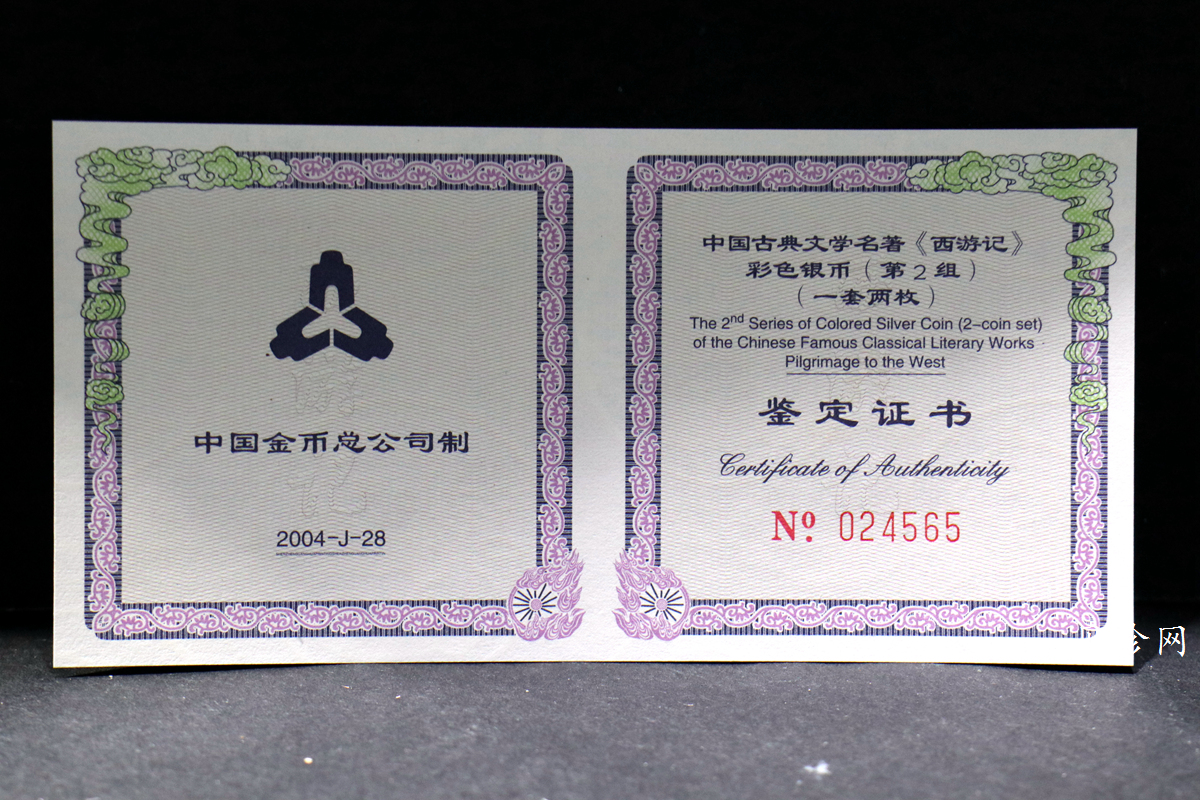 中国金币总公司制
2004-J-28
中国古典文学名著《西游记》
彩色银币（第2组）
（一套两枚）
The 2nd Series of Colored Silver Coin (2-coin set)
of the Chinese Famous Classical Literary Works
Pilgrimage to the West
鉴定证书
Certificate of Authenticity
Nº 024565
网